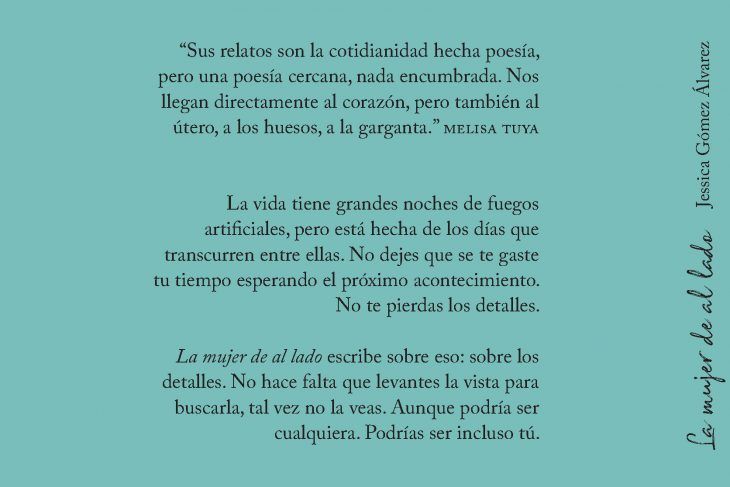 “Sus relatos son la cotidianidad hecha poesía,
pero una poesía cercana, nada encumbrada. Nos
llegan directamente al corazón, pero también al
útero, a los huesos, a la garganta.” MELISA TUYA
La vida tiene grandes noches de fuegos
artificiales, pero está hecha de los días que
transcurren entre ellas. No dejes que se te gaste
tu tiempo esperando el próximo acontecimiento.
No te pierdas los detalles.
La mujer de al lado escribe sobre eso: sobre los
detalles. No hace falta que levantes la vista para
buscarla, tal vez no la veas. Aunque podría ser
cualquiera. Podrías ser incluso tú.
La mujer de al lado Jessica Gómez Álvarez